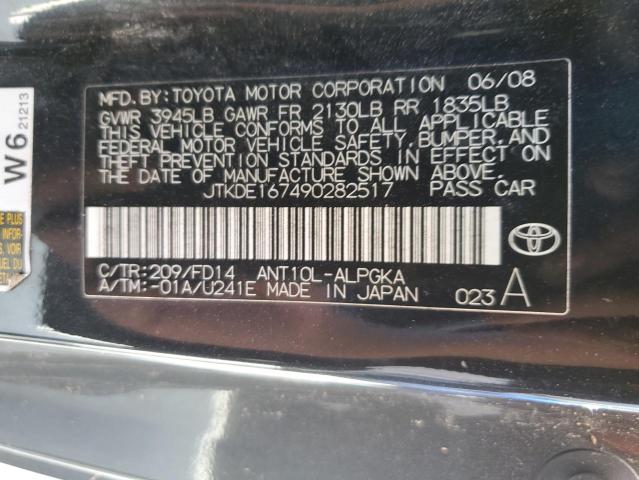 MFD.BY:TOYOTA MOTOR CORPORATION 06/08
GVWR 3945LB GAWR FR 2130LB RR 1835LB
THIS VEHICLE CONFORMS TO ALL APPLICABLE
FEDERAL MOTOR VEHICLE SAFETY,BUMPER,AND
THEFT PREVENTION STANDARDS IN EFFECT ON
THE DATE OF MANUFACTURE SHOWN ABOVE.
JTKDE167490282517 PASS CAR
C/TR:209/FD14 ANT10L-ALPGKA
A/TM:-01A/U241E MADE IN JAPAN 023 A
W6 21213